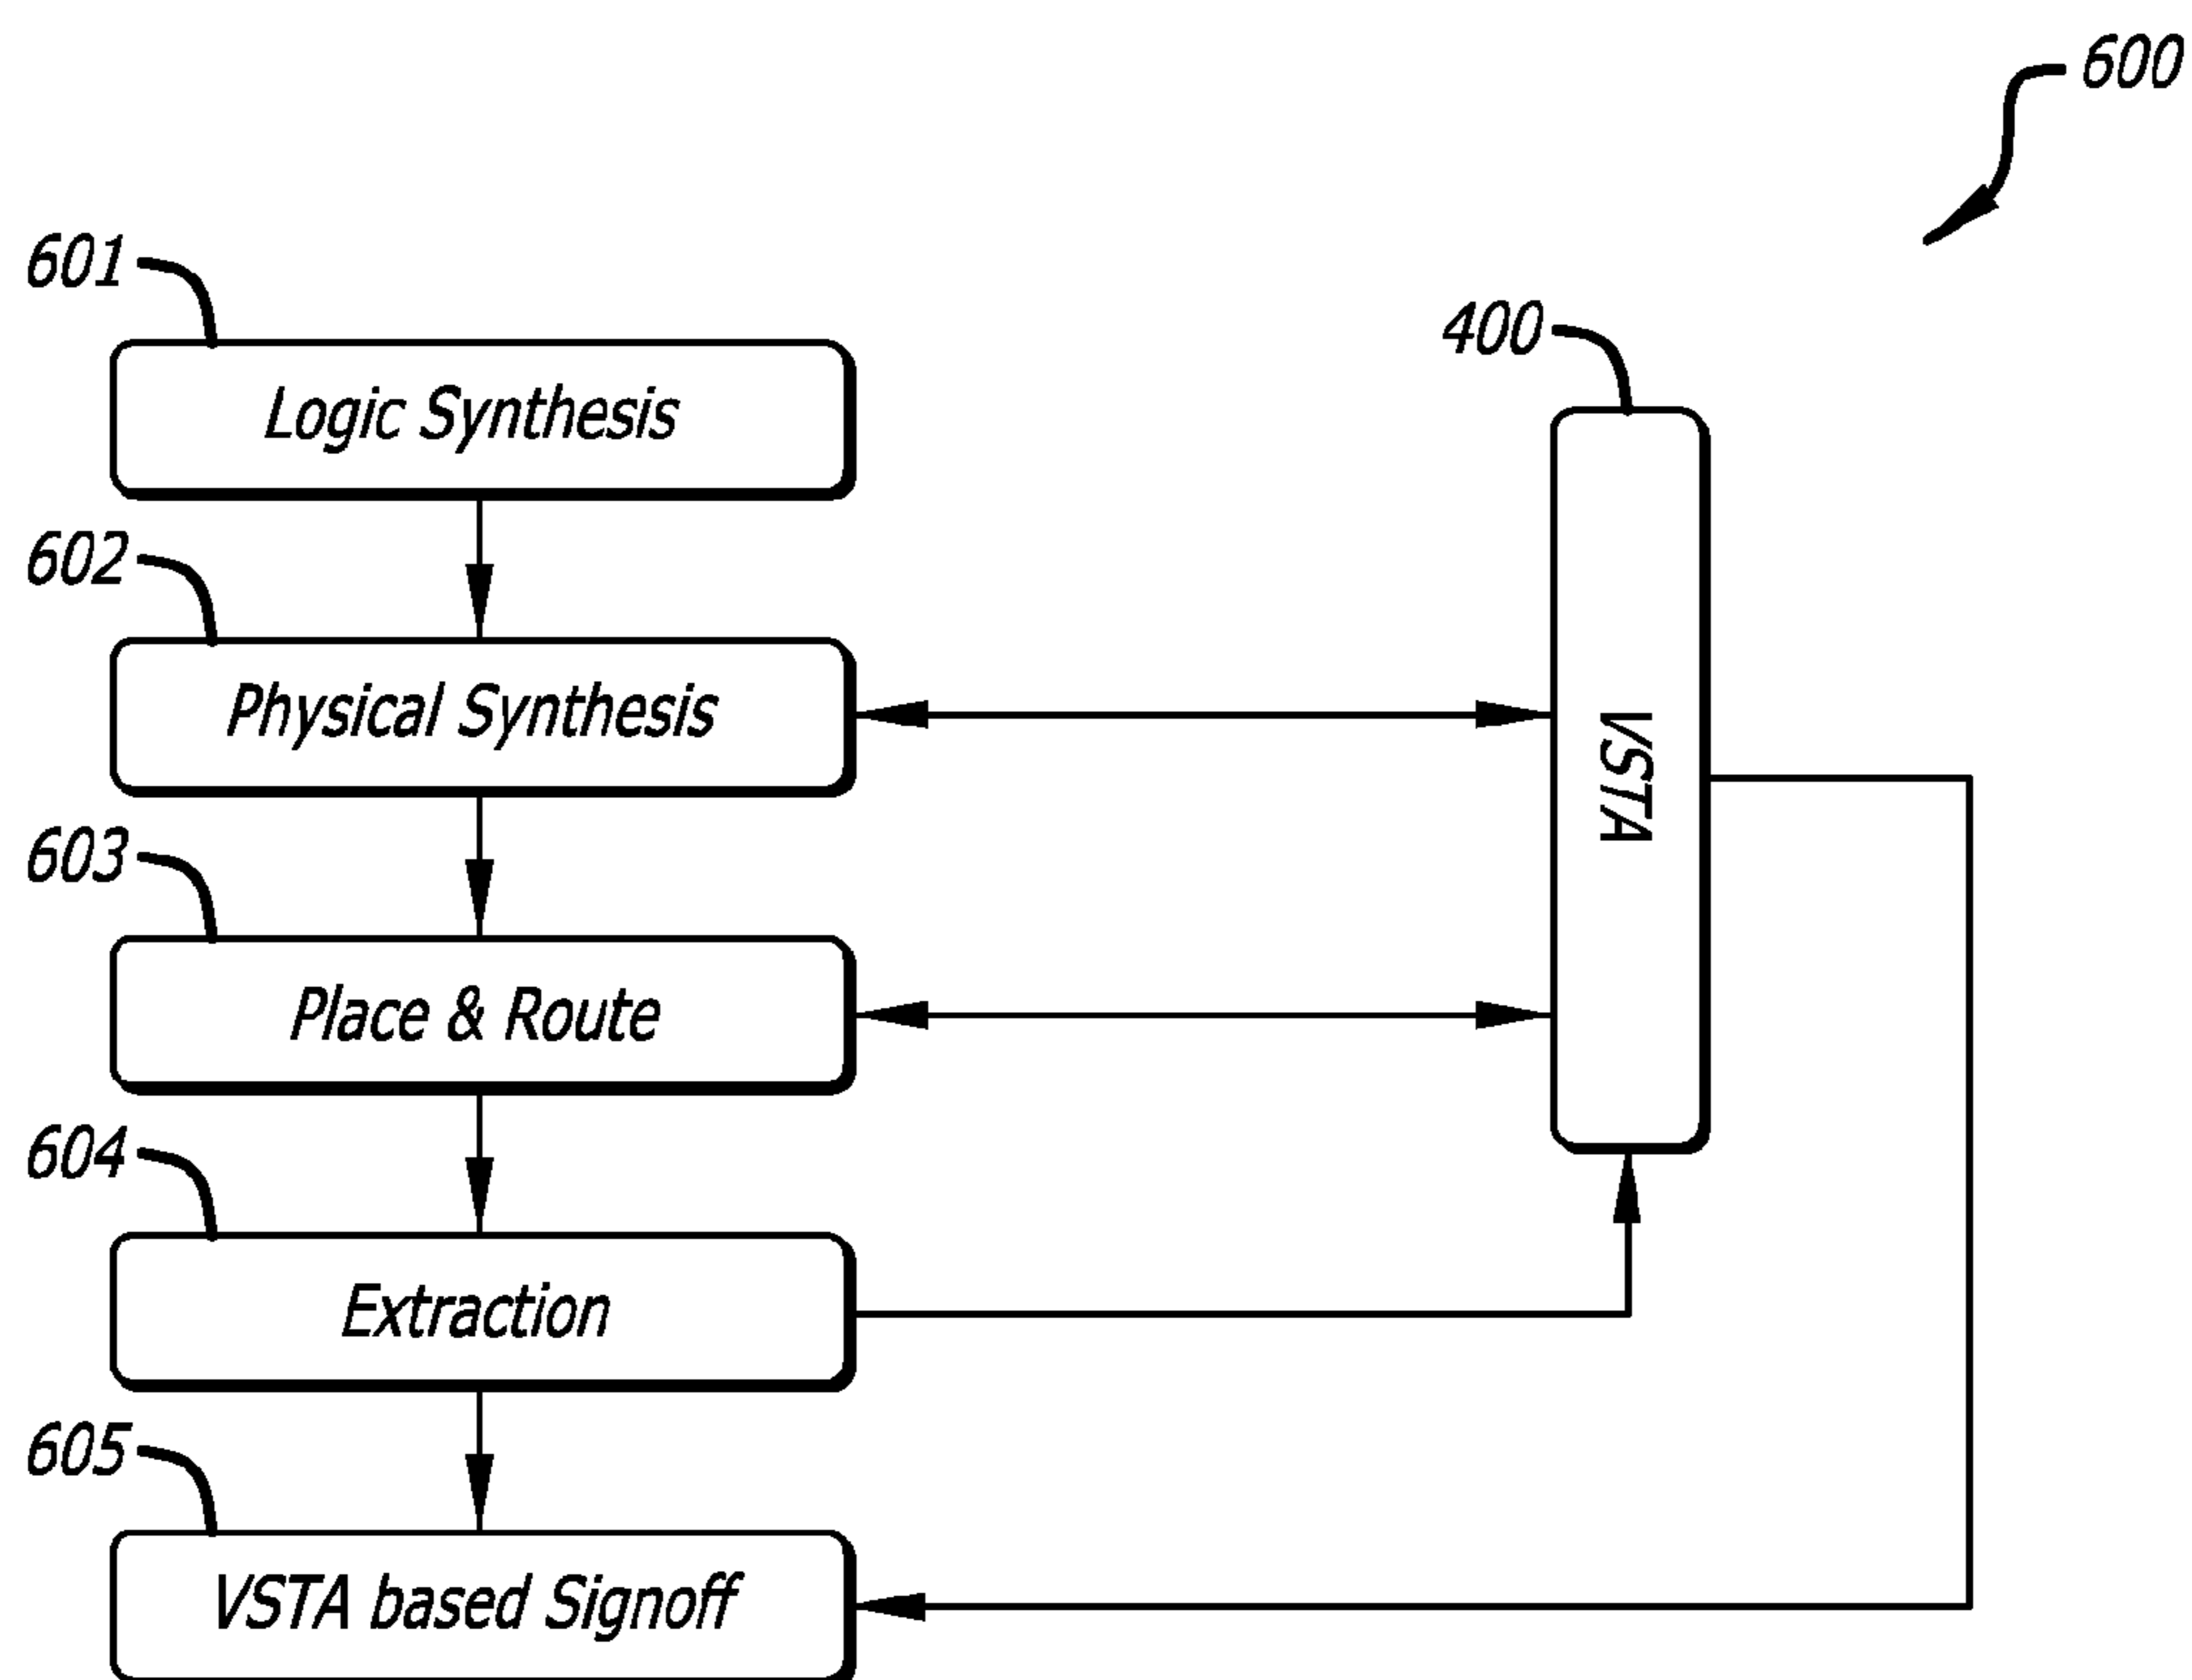 600
601
400
Logic Synthesis
602
Physical Synthesis
VSTA
603
Place & Route
604
Extraction
605
VSTA based Signoff